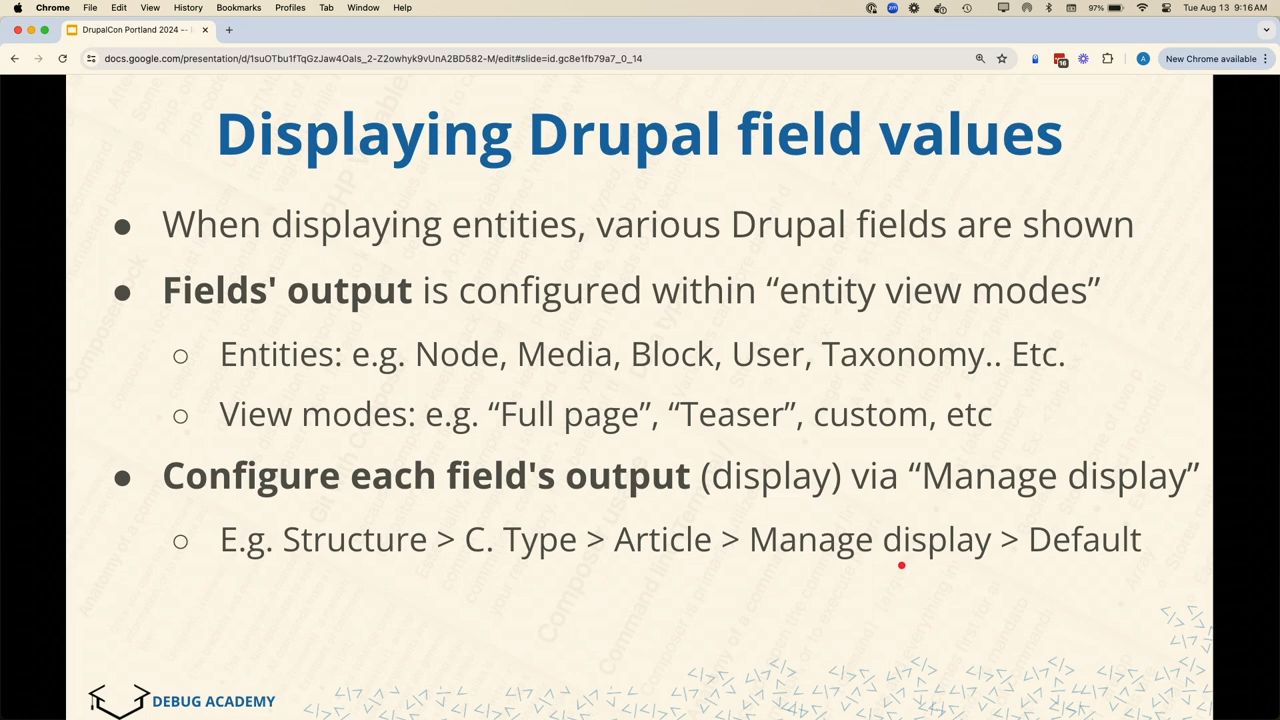 Chrome File Edit View History Bookmarks Profiles Tab Window Help 97% Tue Aug 13 9:16 AM
DrupalCon Portland 2024 --
docs.google.com/presentation/d/1suOTbu1fTqGzJaw4Oals_2-Z2owhyk9vUnA2BD582-M/edit#slide=id.gc8e1fb79a7_0_14 16 A New Chrome available
Displaying Drupal field values
● When displaying entities, various Drupal fields are shown
● Fields' output is configured within “entity view modes”
○ Entities: e.g. Node, Media, Block, User, Taxonomy.. Etc.
○ View modes: e.g. “Full page”, “Teaser”, custom, etc
● Configure each field's output (display) via “Manage display”
○ E.g. Structure > C. Type > Article > Manage display > Default
DEBUG ACADEMY